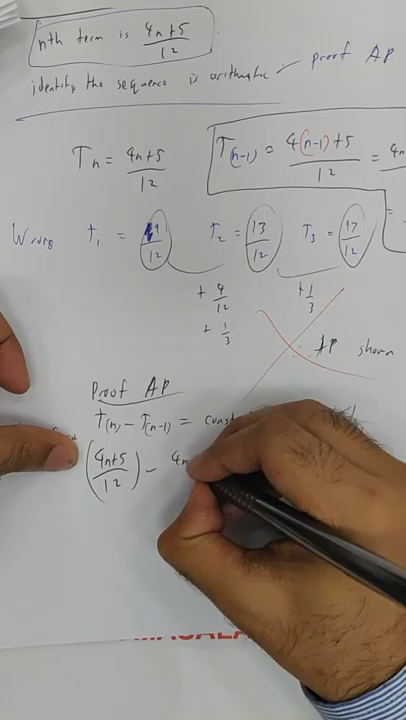 nth term is 4n+5/12
identify the sequence is arithmetic proof AP
Tn = 4n+5/12 T(n-1) = 4(n-1)+5/12 = 4n
Wrong t1 = 9/12 T2 = 13/12 T3 = 17/12
+ 4/12 + 1/3
+ 1/3
∴ AP shown
Proof AP
T(n) - T(n-1) = const
(4n+5/12) - 4n